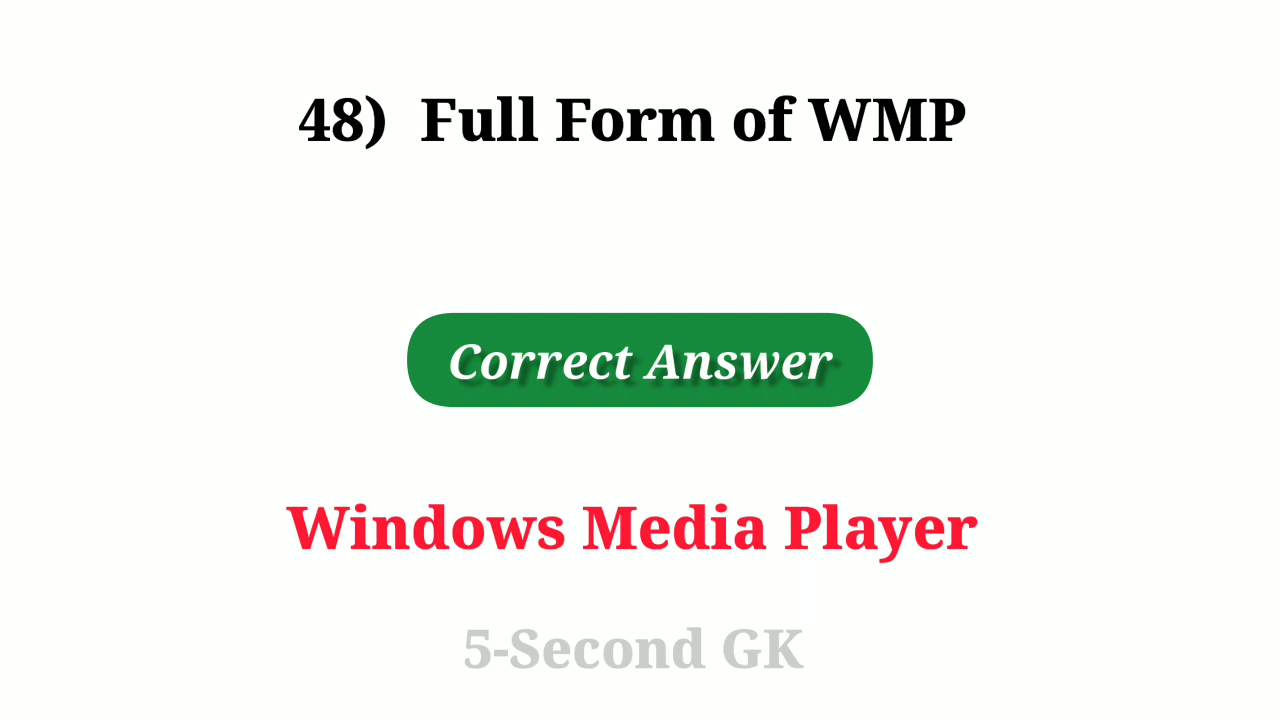 48) Full Form of WMP
Correct Answer
Windows Media Player
5-Second GK